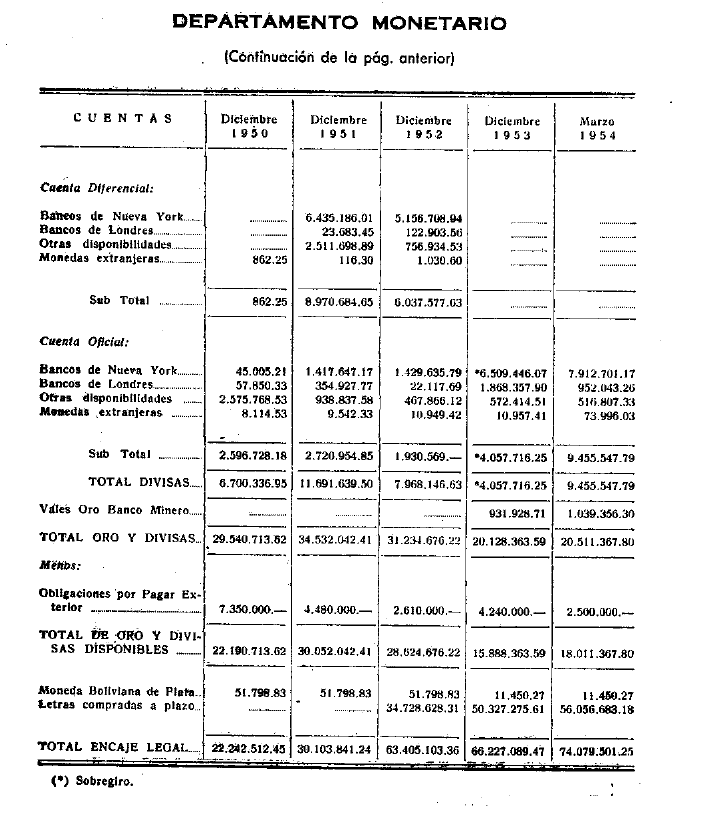 DEPARTAMENTO MONETARIO
(Continuación de la pág. anterior)
CUENTAS Diciembre 1950 Diciembre 1951 Diciembre 1952 Diciembre 1953 Marzo 1954
Cuenta Diferencial:
Bancos de Nueva York........ ............ 6.435.186.01 5.156.708.94 ............ ............
Bancos de Londres............ ............ 23.683.45 122.903.56 ............ ............
Otras disponibilidades........ ............ 2.511.698.89 756.934.53 ............ ............
Monedas extranjeras............ 862.25 116.30 1.030.60 ............ ............
Sub Total ............ 862.25 8.970.684.65 6.037.577.63 ............ ............
Cuenta Oficial:
Bancos de Nueva York........ 45.005.21 1.417.647.17 1.429.635.79 *6.509.446.07 7.912.701.17
Bancos de Londres............ 57.850.33 354.927.77 22.117.69 1.868.357.90 952.043.26
Otras disponibilidades ........ 2.575.768.53 938.837.58 467.866.12 572.414.51 516.807.33
Monedas extranjeras ............ 8.114.53 9.542.33 10.949.42 10.957.41 73.996.03
Sub Total ............ 2.596.728.18 2.720.954.85 1.930.569.— *4.057.716.25 9.455.547.79
TOTAL DIVISAS..... 6.700.336.95 11.691.639.50 7.968.146.63 *4.057.716.25 9.455.547.79
Vales Oro Banco Minero..... ............ ............ ............ 931.928.71 1.039.356.30
TOTAL ORO Y DIVISAS.. 29.540.713.62 34.532.042.41 31.234.676.22 20.128.363.59 20.511.367.80
Menos:
Obligaciones por Pagar Ex-
terior ........................ 7.350.000.— 4.480.000.— 2.610.000.— 4.240.000.— 2.500.000.—
TOTAL DE ORO Y DIVI-
SAS DISPONIBLES ........ 22.190.713.62 30.052.042.41 28.624.676.22 15.888.363.59 18.011.367.80
Moneda Boliviana de Plata.. 51.798.83 51.798.83 51.798.83 11.450.27 11.450.27
Letras compradas a plazo.. ............ ............ 34.728.628.31 50.327.275.61 56.056.683.18
TOTAL ENCAJE LEGAL..... 22.242.512.45 30.103.841.24 63.405.103.36 66.227.089.47 74.079.501.25
(*) Sobregiro.